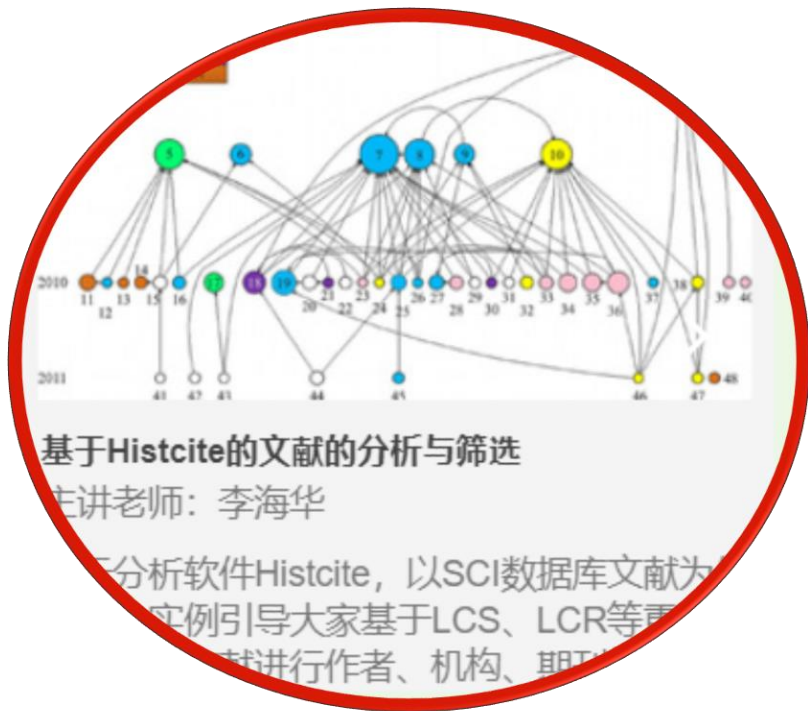 5 6 7 8 9 10
2010
11 12 13 14 15 16 17 18 19 20 21 22 23 24 25 26 27 28 29 30 31 32 33 34 35 36 37 38 39
2011
41 42 43 44 45 46 47 48
基于Histcite的文献的分析与筛选
主讲老师：李海华
分析软件Histcite，以SCI数据库文献为
实例引导大家基于LCS、LCR等重
献进行作者、机构、期刊